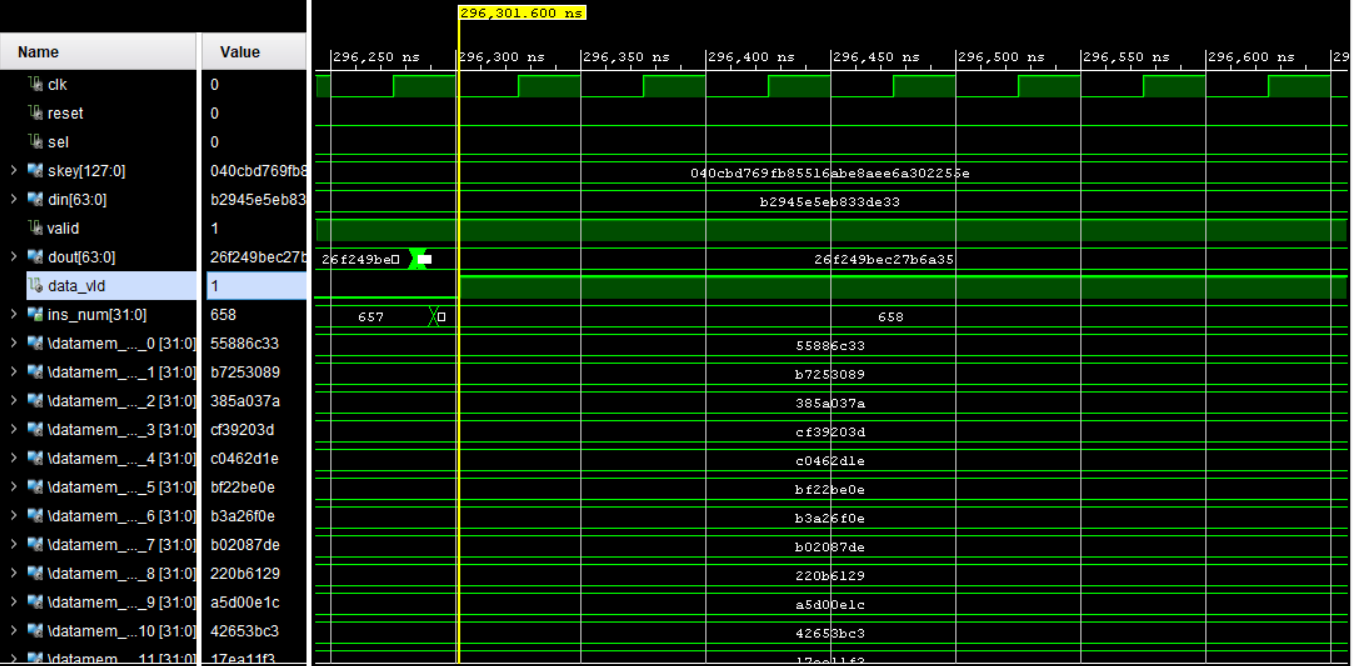 296,301.600 ns
Name Value 296,250 ns 296,300 ns 296,350 ns 296,400 ns 296,450 ns 296,500 ns 296,550 ns 296,600 ns 29
clk 0
reset 0
sel 0
skey[127:0] 040cbd769fb8 040cbd769fb85516abe8aee6a302255e
din[63:0] b2945e5eb83 b2945e5eb833de33
valid 1
dout[63:0] 26f249bec27b 26f249be 26f249bec27b6a35
data_vld 1
ins_num[31:0] 658 657 658
\datamem_..._0 [31:0] 55886c33 55886c33
\datamem_..._1 [31:0] b7253089 b7253089
\datamem_..._2 [31:0] 385a037a 385a037a
\datamem_..._3 [31:0] cf39203d cf39203d
\datamem_..._4 [31:0] c0462d1e c0462d1e
\datamem_..._5 [31:0] bf22be0e bf22be0e
\datamem_..._6 [31:0] b3a26f0e b3a26f0e
\datamem_..._7 [31:0] b02087de b02087de
\datamem_..._8 [31:0] 220b6129 220b6129
\datamem_..._9 [31:0] a5d00e1c a5d00e1c
\datamem_...10 [31:0] 42653bc3 42653bc3
\datamem_...11 [31:0] 17ea11f3 17ea11f3